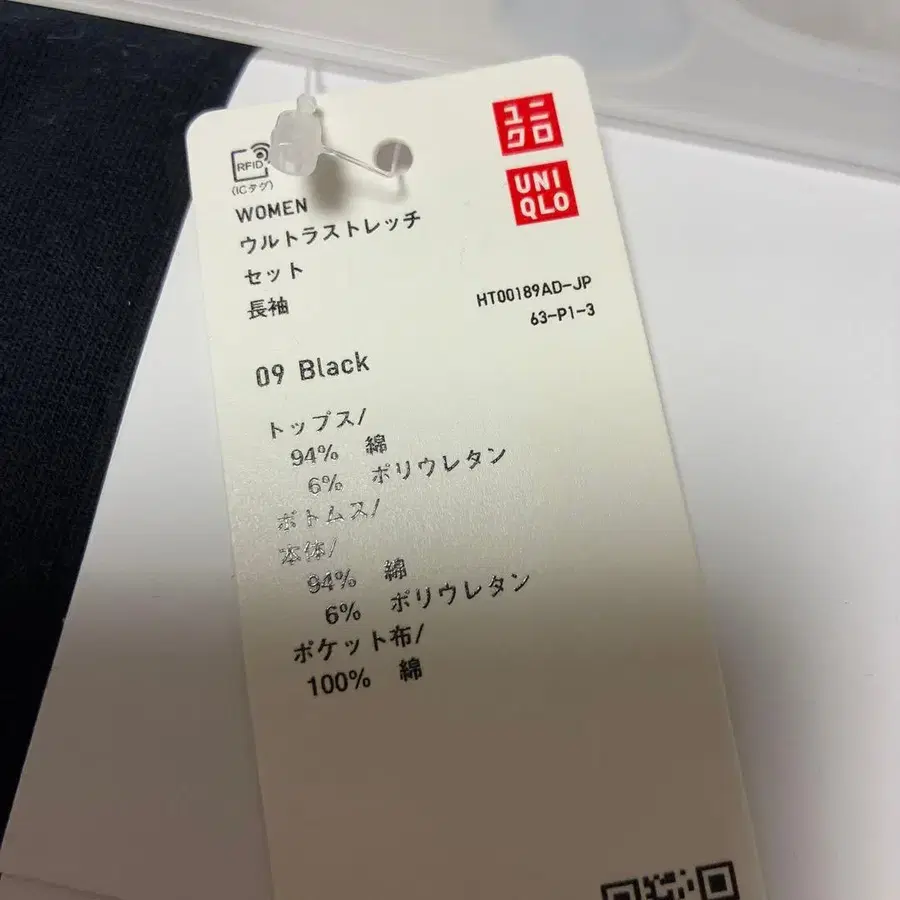 ユニ
クロ
UNI
QLO
RFID
(ICタグ)
WOMEN
ウルトラストレッチ
セット
長袖
HT00189AD-JP
63-P1-3
09 Black
トップス/
94% 綿
6% ポリウレタン
ボトムス/
本体/
94% 綿
6% ポリウレタン
ポケット布/
100% 綿